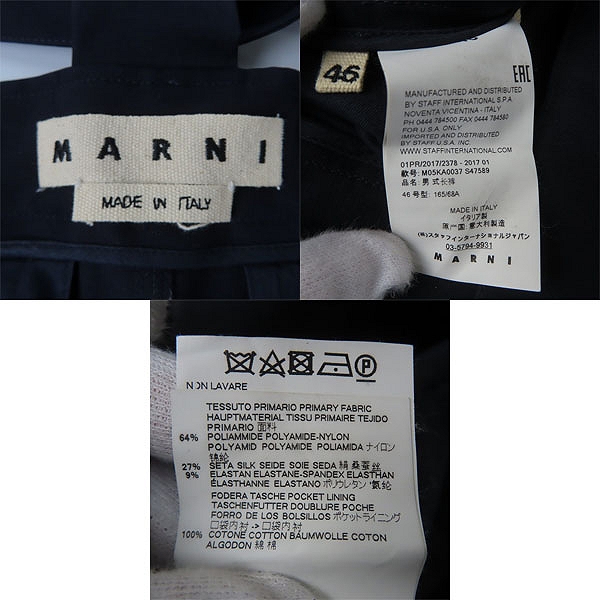 MARNI
MADE IN ITALY
46
EAC
MANUFACTURED AND DISTRIBUTED
BY STAFF INTERNATIONAL S.P.A.
NOVENTA VICENTINA - ITALY
PH 0444 784500 FAX 0444 784580
FOR U.S.A. ONLY
IMPORTED AND DISTRIBUTED
BY STAFF U.S.A. INC.
WWW.STAFFINTERNATIONAL.COM
01PR/2017/2378 - 2017 01
款号: M05KA0037 S47589
品名: 男式长裤
46 号型: 165/68A
MADE IN ITALY
イタリア製
原产国: 意大利製造
(株)スタッフインターナショナルジャパン
03-5794-9931
MARNI
NON LAVARE
TESSUTO PRIMARIO PRIMARY FABRIC
HAUPTMATERIAL TISSU PRIMAIRE TEJIDO
PRIMARIO 面料
64% POLIAMMIDE POLYAMIDE-NYLON
POLYAMID POLYAMIDE POLIAMIDA ナイロン
锦纶
27% SETA SILK SEIDE SOIE SEDA 絹 桑蚕丝
9% ELASTAN ELASTANE-SPANDEX ELASTHAN
ÉLASTHANNE ELASTANO ポリウレタン 氨纶
FODERA TASCHE POCKET LINING
TASCHENFUTTER DOUBLURE POCHE
FORRO DE LOS BOLSILLOS ポケットライニング
口袋内衬 -> 口袋内衬
100% COTONE COTTON BAUMWOLLE COTON
ALGODON 綿 棉